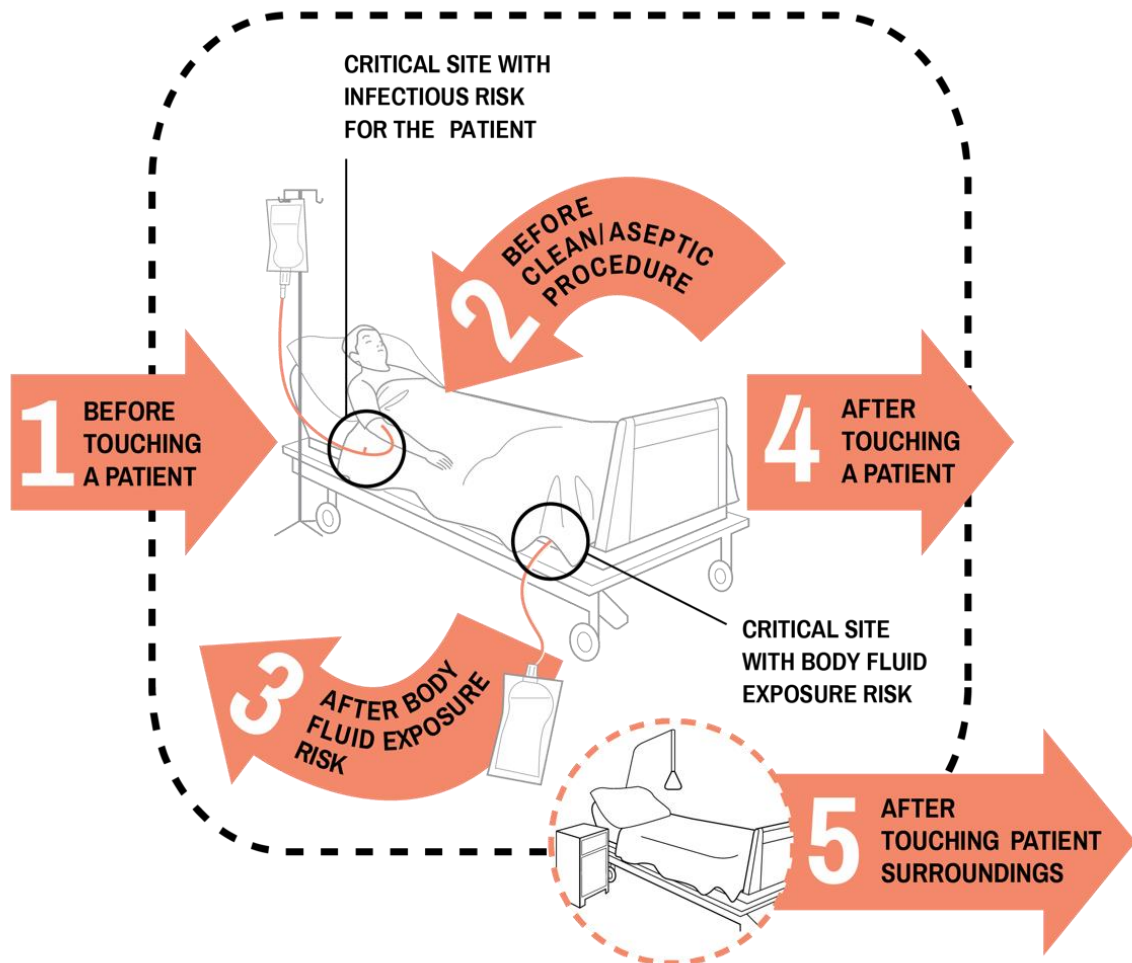 CRITICAL SITE WITH
INFECTIOUS RISK
FOR THE PATIENT
1
BEFORE
TOUCHING
A PATIENT
2
BEFORE
CLEAN/ASEPTIC
PROCEDURE
3
AFTER BODY
FLUID EXPOSURE
RISK
4
AFTER
TOUCHING
A PATIENT
CRITICAL SITE
WITH BODY FLUID
EXPOSURE RISK
5
AFTER
TOUCHING PATIENT
SURROUNDINGS